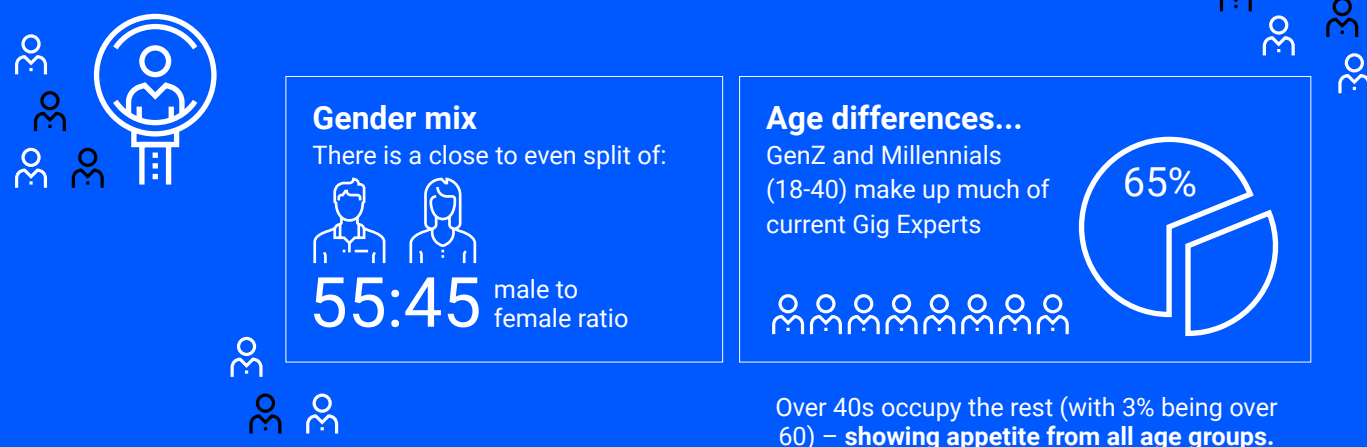 Gender mix
There is a close to even split of:
55:45 male to
female ratio
Age differences...
GenZ and Millennials
(18-40) make up much of
current Gig Experts
65%
Over 40s occupy the rest (with 3% being over
60) – showing appetite from all age groups.